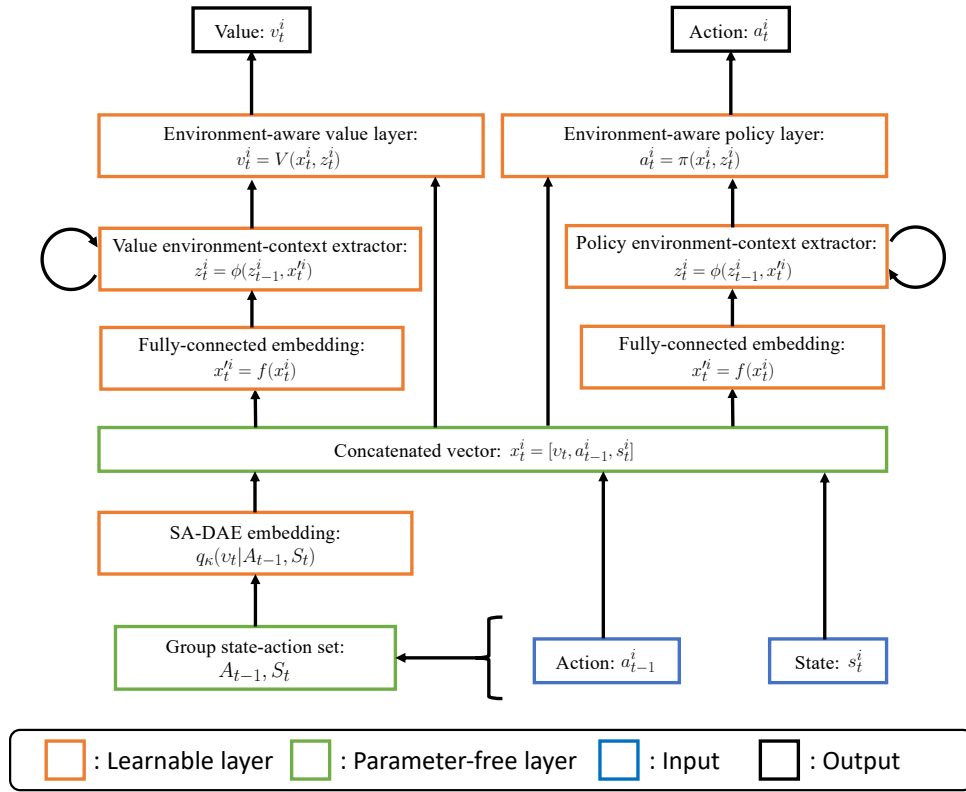 Value: $v_t^i$
Action: $a_t^i$
Environment-aware value layer:
$v_t^i = V(x_t^i, z_t^i)$
Environment-aware policy layer:
$a_t^i = \pi(x_t^i, z_t^i)$
Value environment-context extractor:
$z_t^i = \phi(z_{t-1}^i, x_t'^i)$
Policy environment-context extractor:
$z_t^i = \phi(z_{t-1}^i, x_t'^i)$
Fully-connected embedding:
$x_t'^i = f(x_t^i)$
Fully-connected embedding:
$x_t'^i = f(x_t^i)$
Concatenated vector: $x_t^i = [\upsilon_t, a_{t-1}^i, s_t^i]$
SA-DAE embedding:
$q_\kappa(\upsilon_t | A_{t-1}, S_t)$
Group state-action set:
$A_{t-1}, S_t$
Action: $a_{t-1}^i$
State: $s_t^i$
: Learnable layer
: Parameter-free layer
: Input
: Output